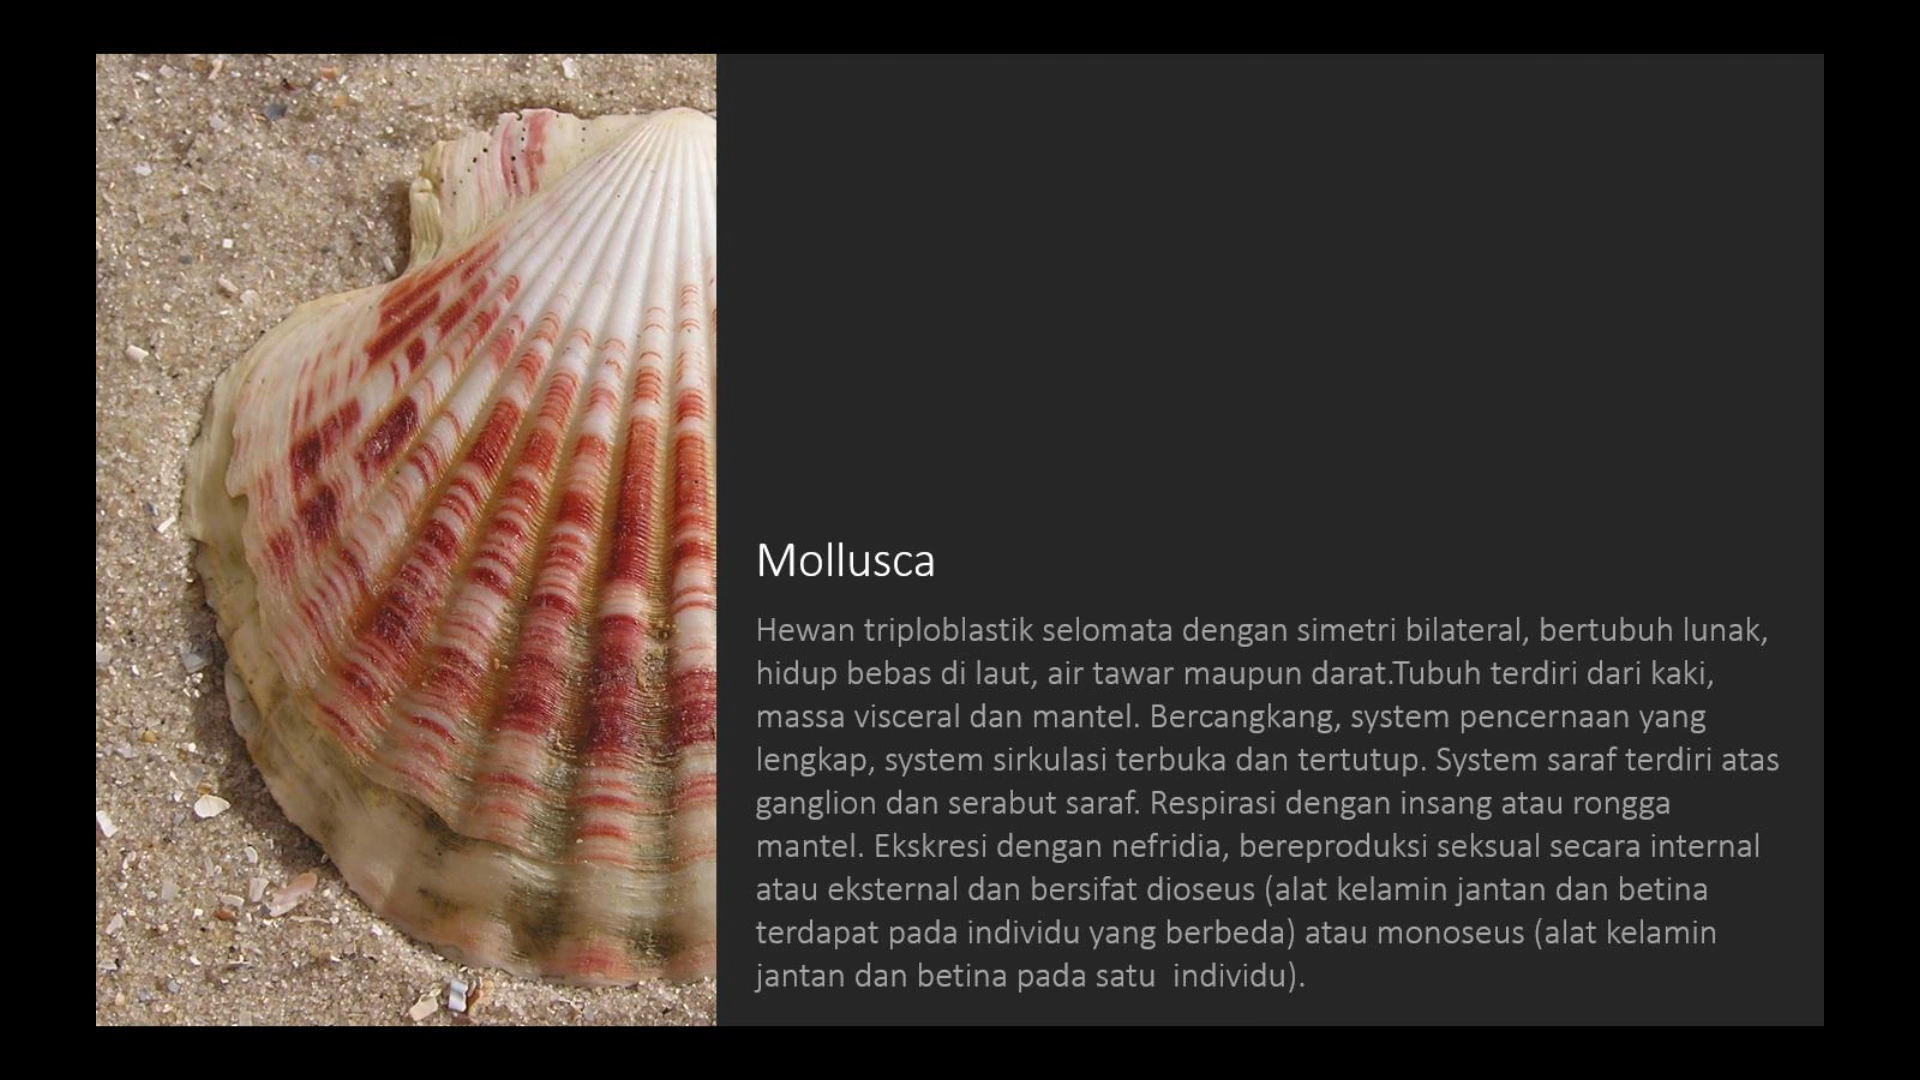 Mollusca
Hewan triploblastik selomata dengan simetri bilateral, bertubuh lunak,
hidup bebas di laut, air tawar maupun darat.Tubuh terdiri dari kaki,
massa visceral dan mantel. Bercangkang, system pencernaan yang
lengkap, system sirkulasi terbuka dan tertutup. System saraf terdiri atas
ganglion dan serabut saraf. Respirasi dengan insang atau rongga
mantel. Ekskresi dengan nefridia, bereproduksi seksual secara internal
atau eksternal dan bersifat dioseus (alat kelamin jantan dan betina
terdapat pada individu yang berbeda) atau monoseus (alat kelamin
jantan dan betina pada satu  individu).